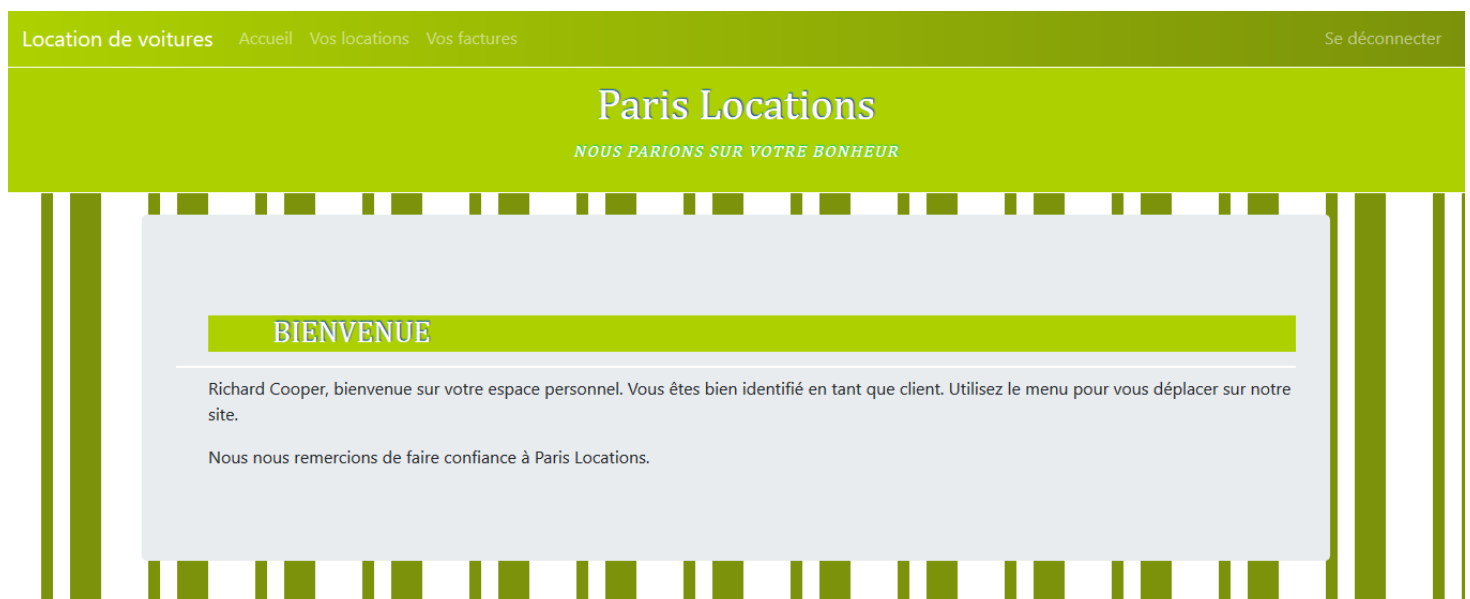 Location de voitures Accueil Vos locations Vos factures Se déconnecter
Paris Locations
NOUS PARIONS SUR VOTRE BONHEUR
BIENVENUE
Richard Cooper, bienvenue sur votre espace personnel. Vous êtes bien identifié en tant que client. Utilisez le menu pour vous déplacer sur notre
site.
Nous nous remercions de faire confiance à Paris Locations.